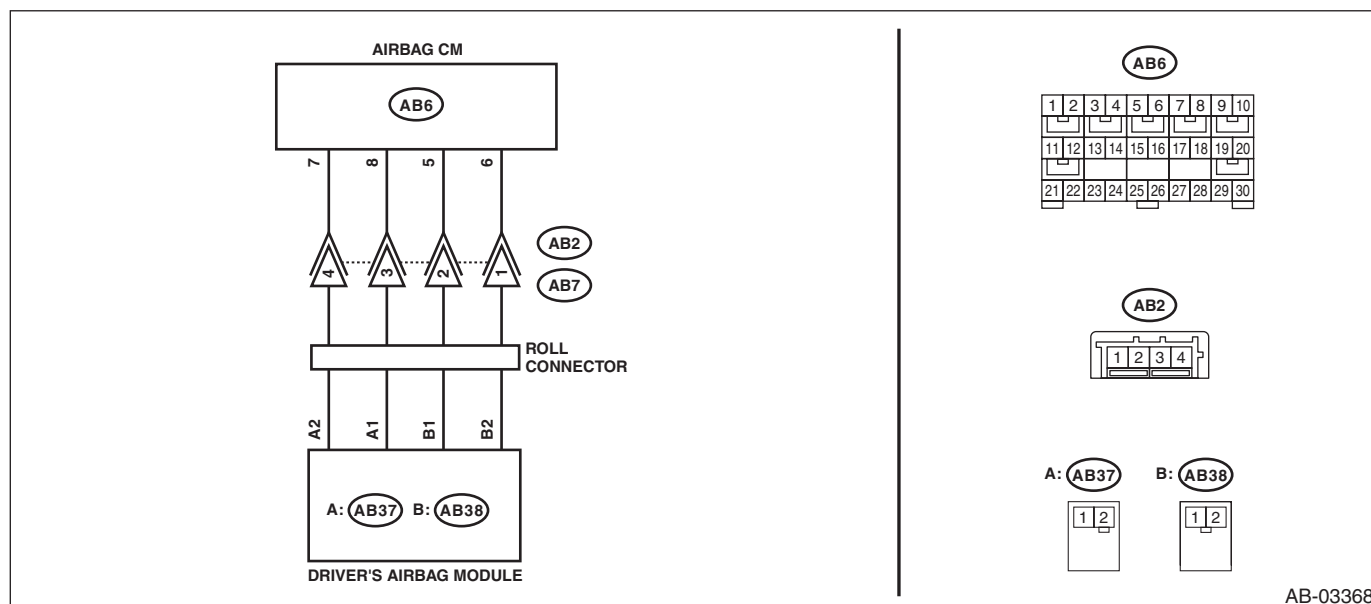 AIRBAG CM
AB6
7 8 5 6
4 3 2 1
AB2
AB7
ROLL
CONNECTOR
A2 A1 B1 B2
A: AB37 B: AB38
DRIVER'S AIRBAG MODULE
AB6
1 2 3 4 5 6 7 8 9 10
11 12 13 14 15 16 17 18 19 20
21 22 23 24 25 26 27 28 29 30
AB2
1 2 3 4
A: AB37 B: AB38
1 2 1 2
AB-03368